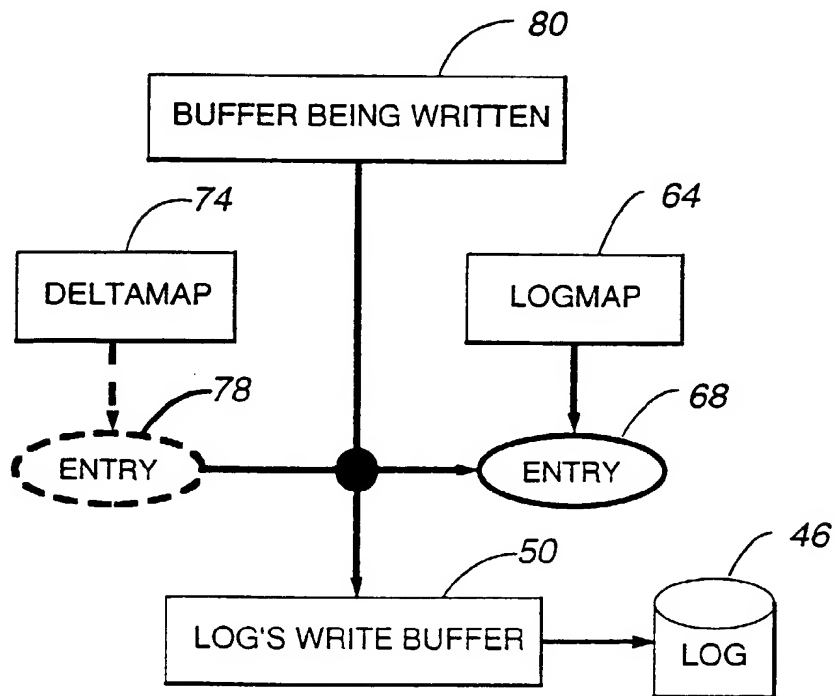 80
BUFFER BEING WRITTEN
74
64
DELTAMAP
LOGMAP
78
68
ENTRY
ENTRY
50
46
LOG'S WRITE BUFFER
LOG